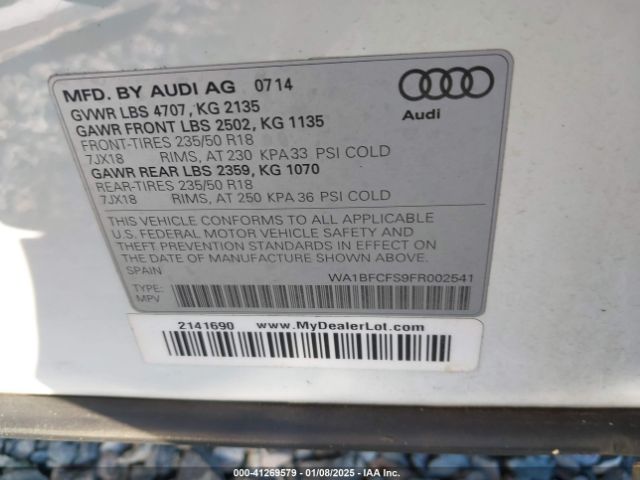 MFD. BY AUDI AG 0714
GVWR LBS 4707, KG 2135
GAWR FRONT LBS 2502, KG 1135
FRONT-TIRES 235/50 R18
7JX18 RIMS, AT 230 KPA 33 PSI COLD
GAWR REAR LBS 2359, KG 1070
REAR-TIRES 235/50 R18
7JX18 RIMS, AT 250 KPA 36 PSI COLD
Audi
THIS VEHICLE CONFORMS TO ALL APPLICABLE
U.S. FEDERAL MOTOR VEHICLE SAFETY AND
THEFT PREVENTION STANDARDS IN EFFECT ON
THE DATE OF MANUFACTURE SHOWN ABOVE.
SPAIN WA1BFCFS9FR002541
TYPE:
MPV
2141690 www.MyDealerLot.com
000-41269579 - 01/08/2025 - IAA Holdings, LLC